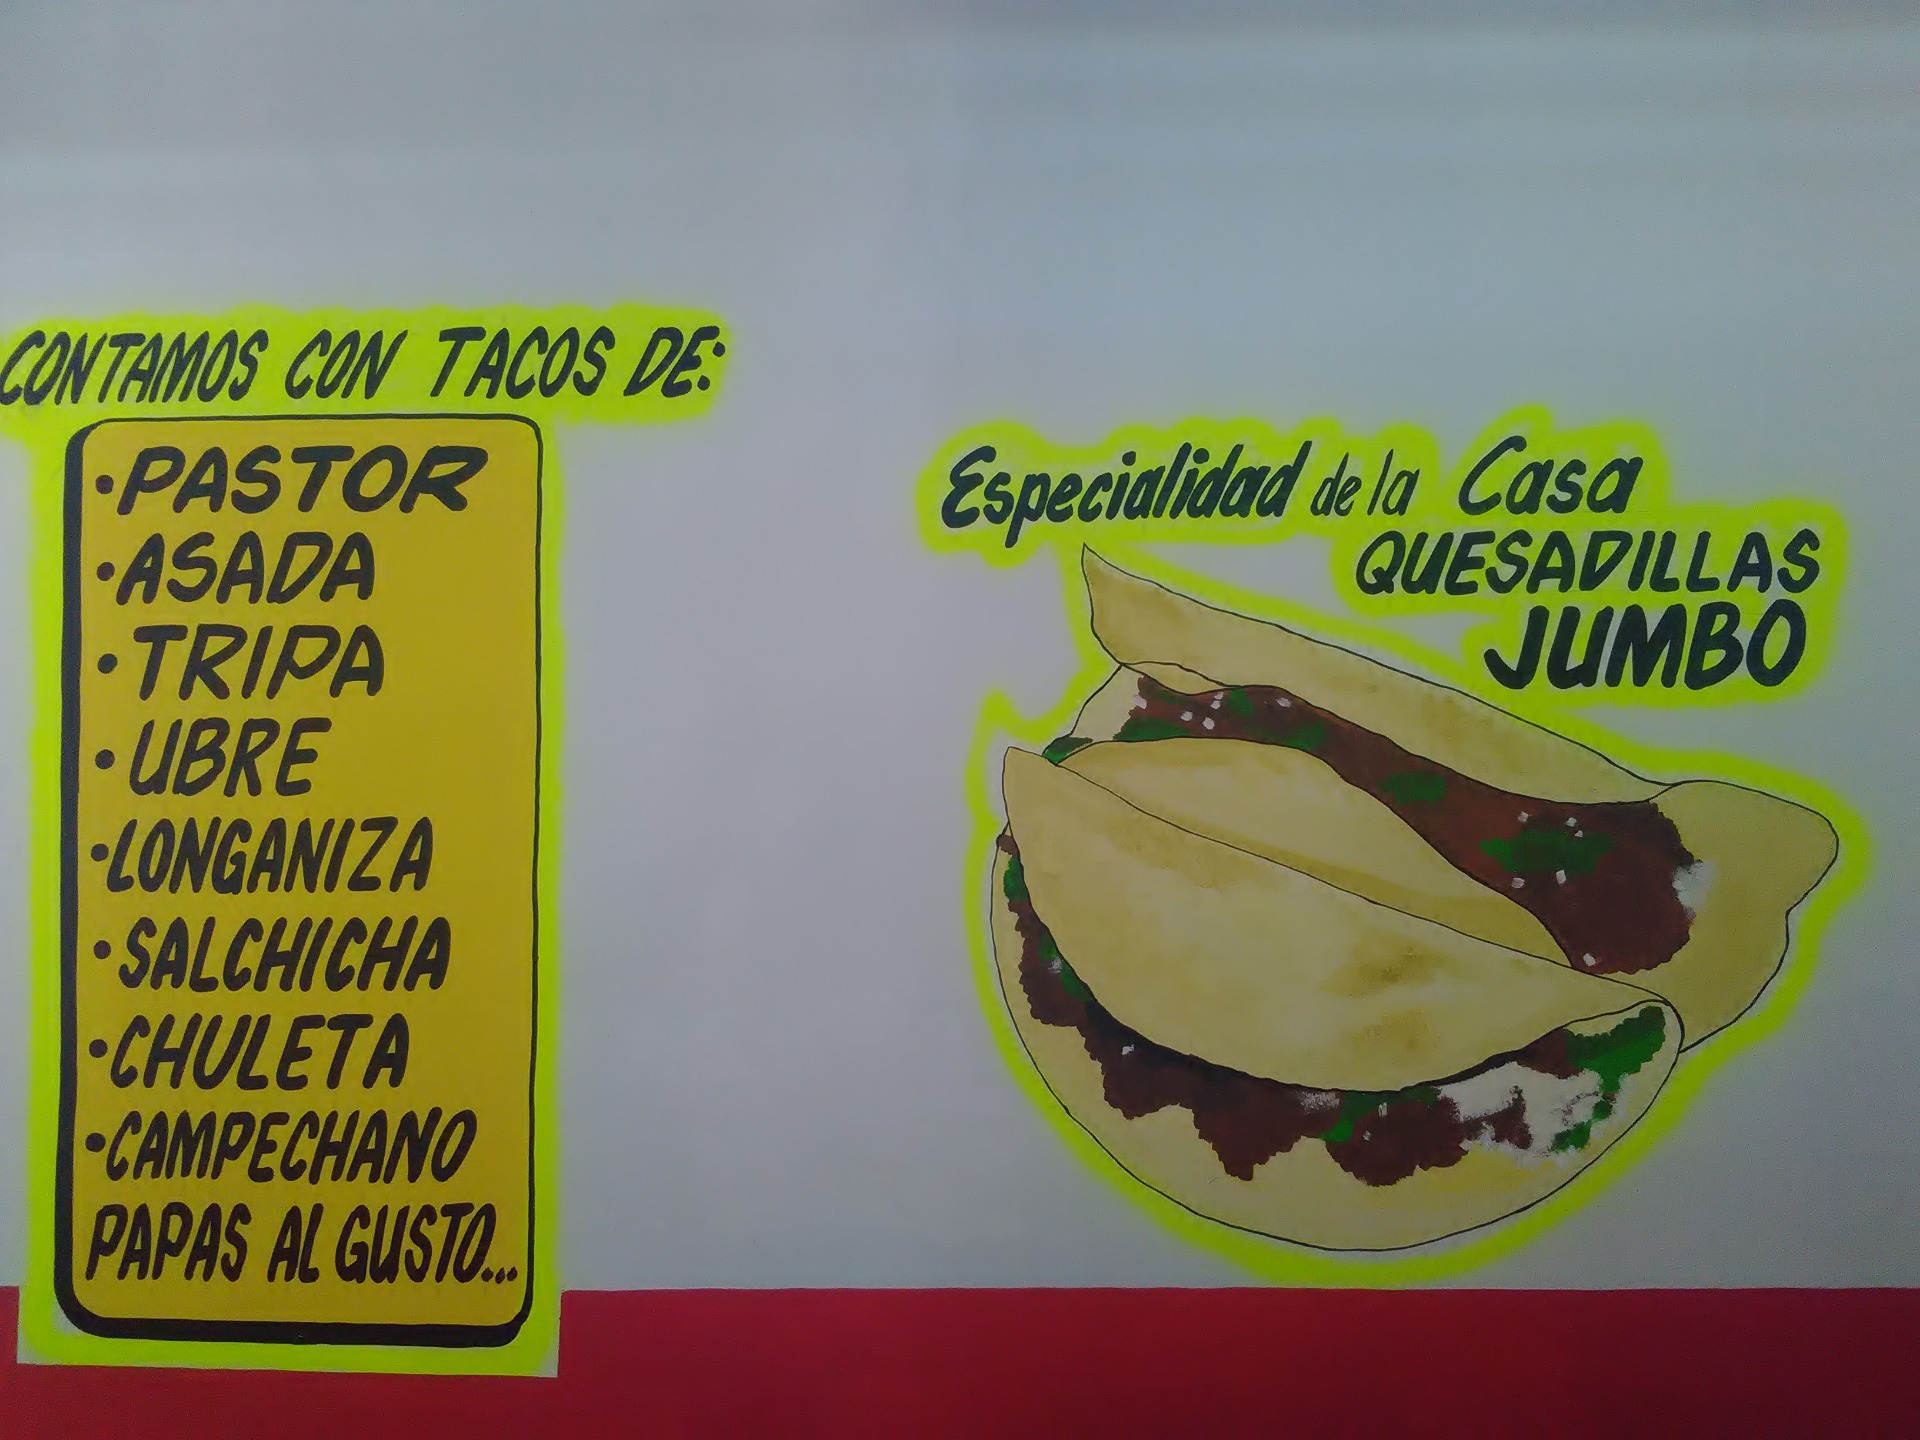 CONTAMOS CON TACOS DE:
•PASTOR
•ASADA
•TRIPA
•UBRE
•LONGANIZA
•SALCHICHA
•CHULETA
•CAMPECHANO
PAPAS AL GUSTO...
Especialidad de la Casa
QUESADILLAS
JUMBO